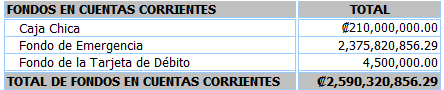 FONDOS EN CUENTAS CORRIENTES TOTAL
Caja Chica ₡210,000,000.00
Fondo de Emergencia 2,375,820,856.29
Fondo de la Tarjeta de Débito 4,500,000.00
TOTAL DE FONDOS EN CUENTAS CORRIENTES ₡2,590,320,856.29